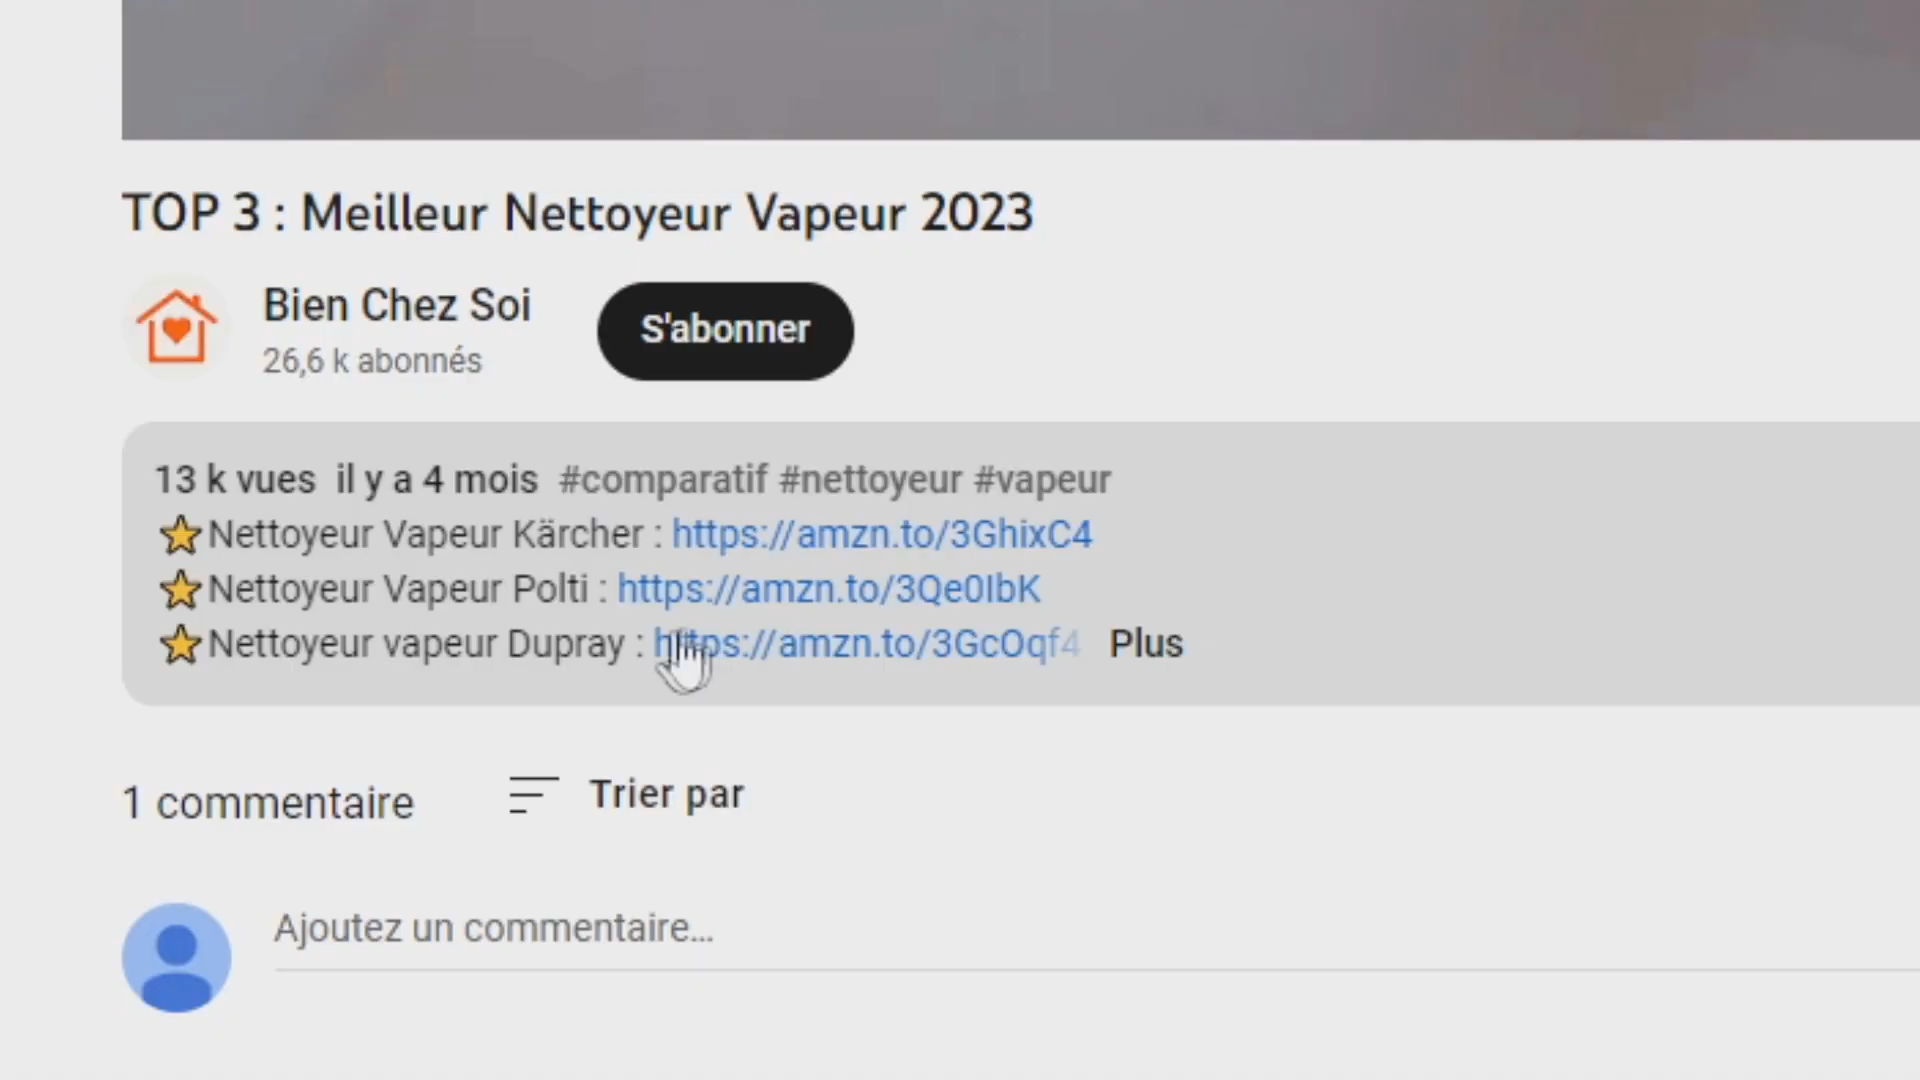 TOP 3 : Meilleur Nettoyeur Vapeur 2023
Bien Chez Soi
26,6 k abonnés
S'abonner
13 k vues il y a 4 mois #comparatif #nettoyeur #vapeur
Nettoyeur Vapeur Kärcher : https://amzn.to/3GhixC4
Nettoyeur Vapeur Polti : https://amzn.to/3Qe0IbK
Nettoyeur vapeur Dupray : https://amzn.to/3GcOqf4 Plus
1 commentaire
Trier par
Ajoutez un commentaire...